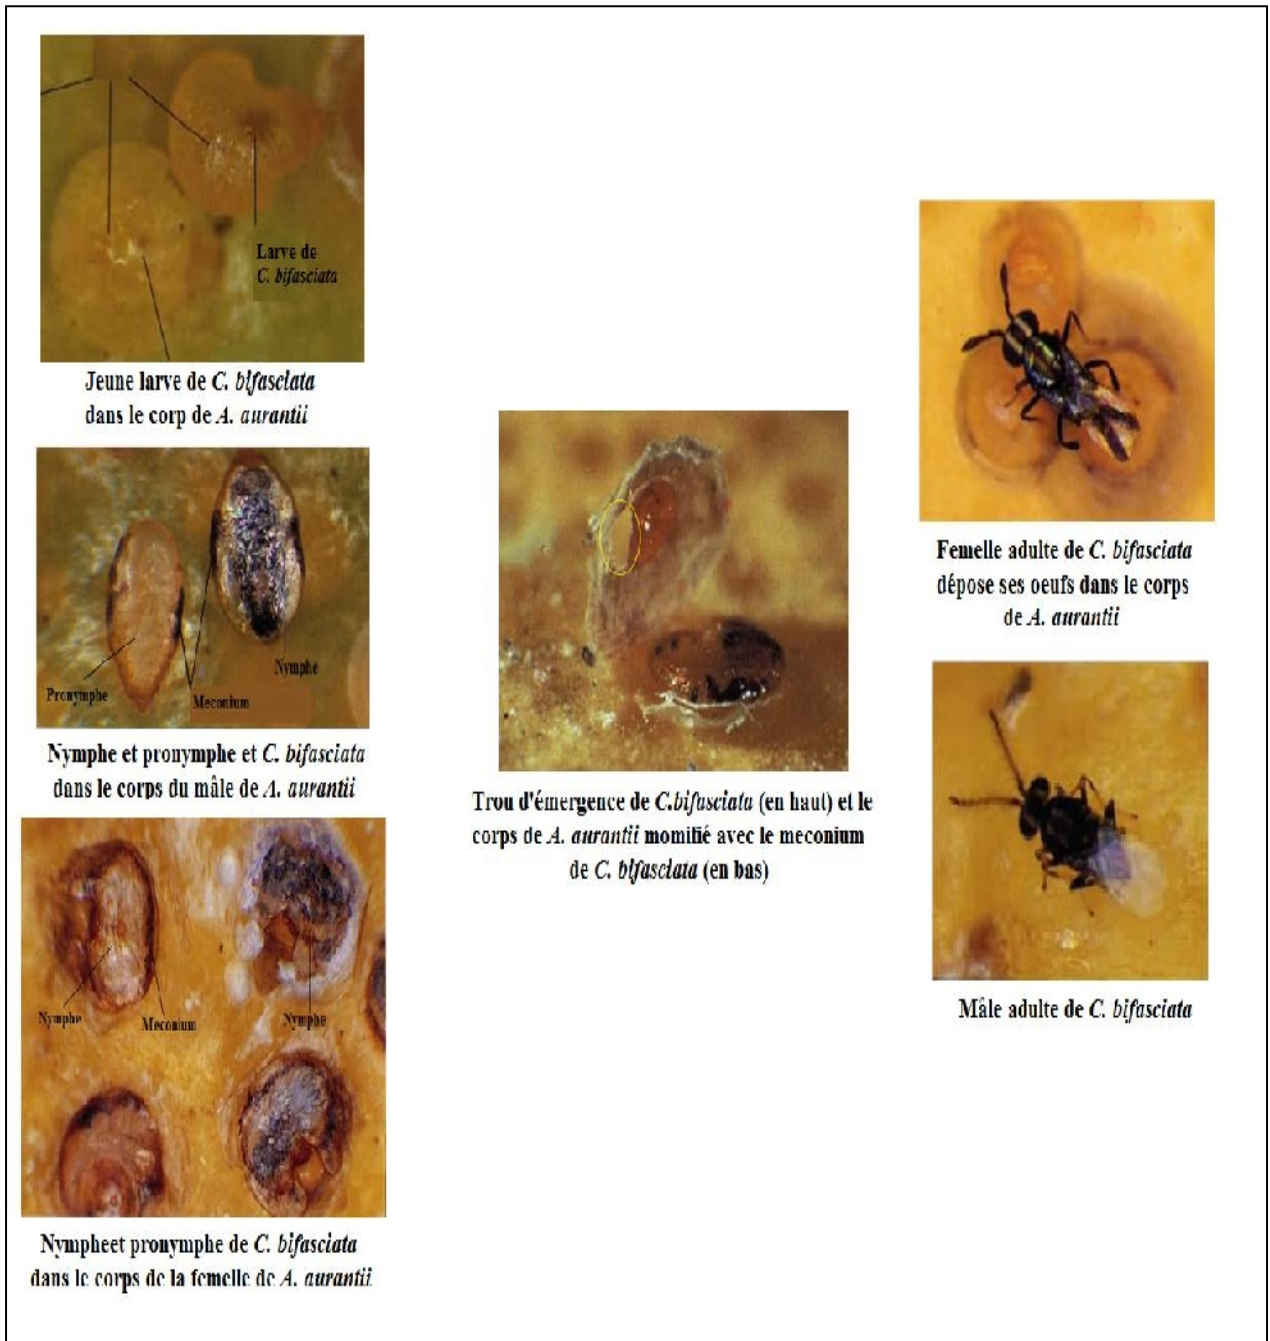 Larve de
C. bifasciata
Jeune larve de C. bifasciata
dans le corp de A. aurantii
Pronymphe
Meconium
Nymphe
Nymphe et pronymphe et C. bifasciata
dans le corps du mâle de A. aurantii
Nymphe
Meconium
Nymphe
Nympheet pronymphe de C. bifasciata
dans le corps de la femelle de A. aurantii
Trou d'émergence de C.bifasciata (en haut) et le
corps de A. aurantii momifié avec le meconium
de C. bifasciata (en bas)
Femelle adulte de C. bifasciata
dépose ses oeufs dans le corps
de A. aurantii
Mâle adulte de C. bifasciata